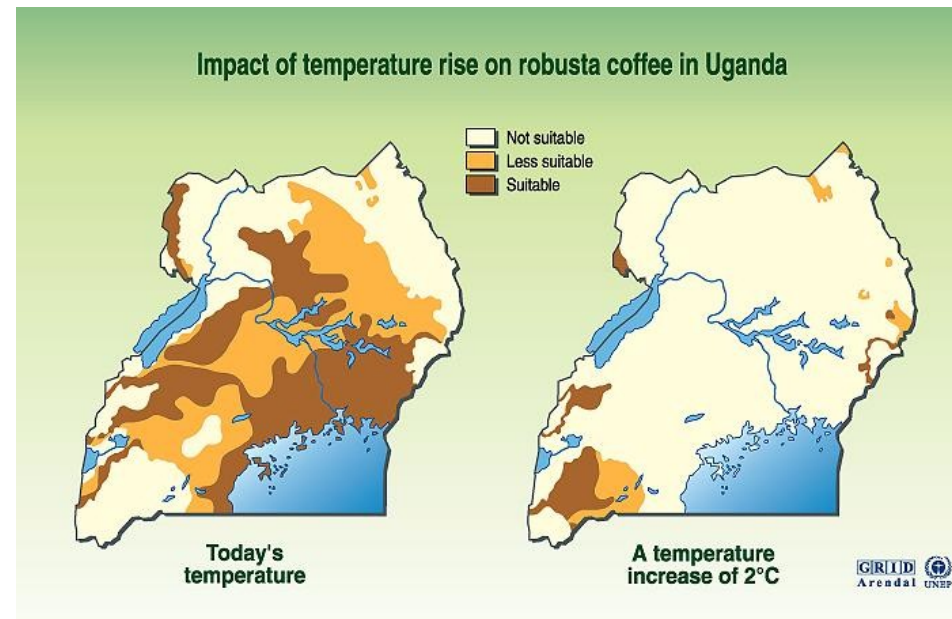 Impact of temperature rise on robusta coffee in Uganda
Not suitable
Less suitable
Suitable
Today's
temperature
A temperature
increase of 2°C
GRID
Arendal
UNEP